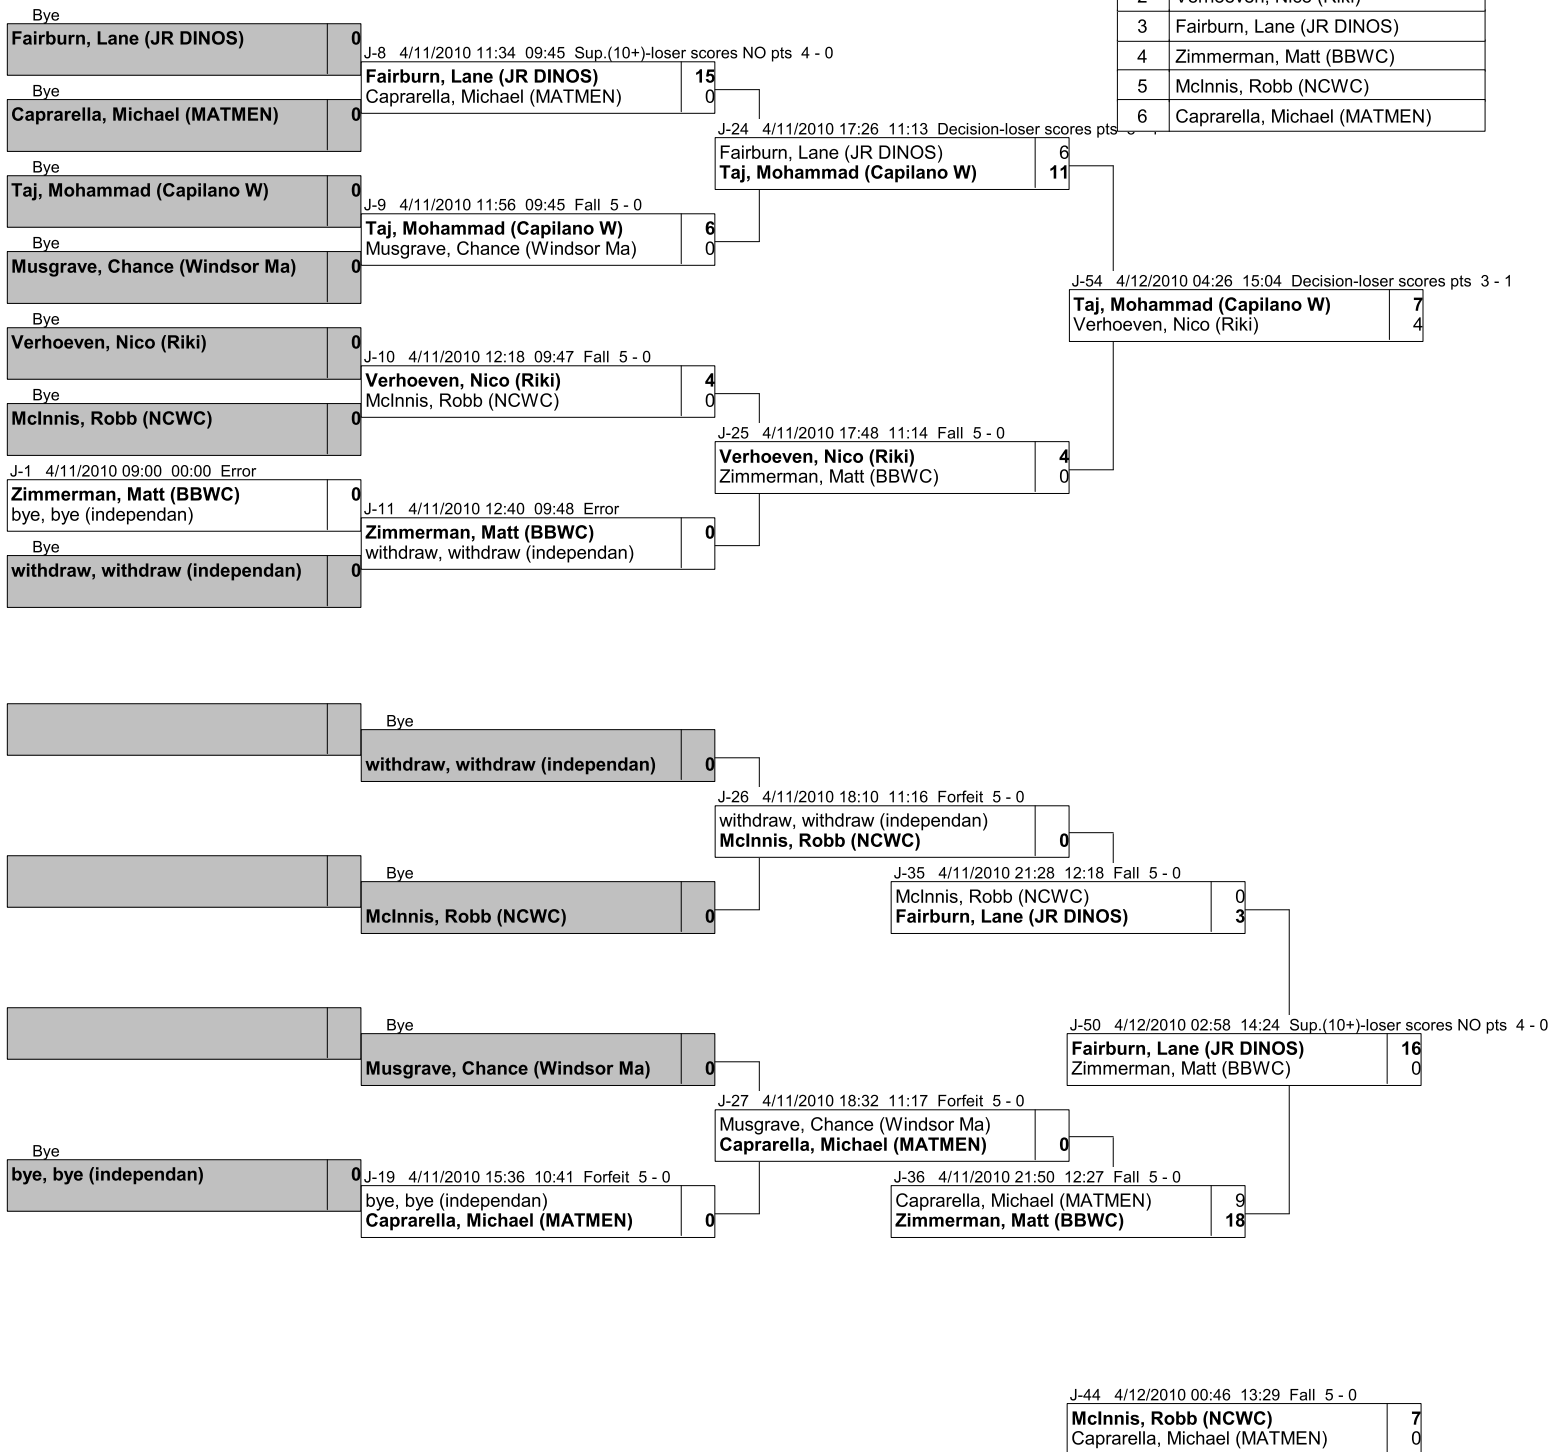 2 Verhoeven, Nico (Riki)
3 Fairburn, Lane (JR DINOS)
4 Zimmerman, Matt (BBWC)
5 McInnis, Robb (NCWC)
6 Caprarella, Michael (MATMEN)
Bye
Fairburn, Lane (JR DINOS) 0
Bye
Caprarella, Michael (MATMEN) 0
Bye
Taj, Mohammad (Capilano W) 0
Bye
Musgrave, Chance (Windsor Ma) 0
Bye
Verhoeven, Nico (Riki) 0
Bye
McInnis, Robb (NCWC) 0
J-1 4/11/2010 09:00 00:00 Error
Zimmerman, Matt (BBWC) 0
bye, bye (independan)
Bye
withdraw, withdraw (independan) 0
J-8 4/11/2010 11:34 09:45 Sup.(10+)-loser scores NO pts 4 - 0
Fairburn, Lane (JR DINOS) 15
Caprarella, Michael (MATMEN) 0
J-9 4/11/2010 11:56 09:45 Fall 5 - 0
Taj, Mohammad (Capilano W) 6
Musgrave, Chance (Windsor Ma) 0
J-10 4/11/2010 12:18 09:47 Fall 5 - 0
Verhoeven, Nico (Riki) 4
McInnis, Robb (NCWC) 0
J-11 4/11/2010 12:40 09:48 Error
Zimmerman, Matt (BBWC) 0
withdraw, withdraw (independan)
J-24 4/11/2010 17:26 11:13 Decision-loser scores pts
Fairburn, Lane (JR DINOS) 6
Taj, Mohammad (Capilano W) 11
J-25 4/11/2010 17:48 11:14 Fall 5 - 0
Verhoeven, Nico (Riki) 4
Zimmerman, Matt (BBWC) 0
J-54 4/12/2010 04:26 15:04 Decision-loser scores pts 3 - 1
Taj, Mohammad (Capilano W) 7
Verhoeven, Nico (Riki) 4
Bye
withdraw, withdraw (independan) 0
Bye
McInnis, Robb (NCWC) 0
Bye
Musgrave, Chance (Windsor Ma) 0
Bye
bye, bye (independan) 0
J-19 4/11/2010 15:36 10:41 Forfeit 5 - 0
bye, bye (independan)
Caprarella, Michael (MATMEN) 0
J-26 4/11/2010 18:10 11:16 Forfeit 5 - 0
withdraw, withdraw (independan)
McInnis, Robb (NCWC) 0
J-27 4/11/2010 18:32 11:17 Forfeit 5 - 0
Musgrave, Chance (Windsor Ma)
Caprarella, Michael (MATMEN) 0
J-35 4/11/2010 21:28 12:18 Fall 5 - 0
McInnis, Robb (NCWC) 0
Fairburn, Lane (JR DINOS) 3
J-36 4/11/2010 21:50 12:27 Fall 5 - 0
Caprarella, Michael (MATMEN) 9
Zimmerman, Matt (BBWC) 18
J-50 4/12/2010 02:58 14:24 Sup.(10+)-loser scores NO pts 4 - 0
Fairburn, Lane (JR DINOS) 16
Zimmerman, Matt (BBWC) 0
J-44 4/12/2010 00:46 13:29 Fall 5 - 0
McInnis, Robb (NCWC) 7
Caprarella, Michael (MATMEN) 0